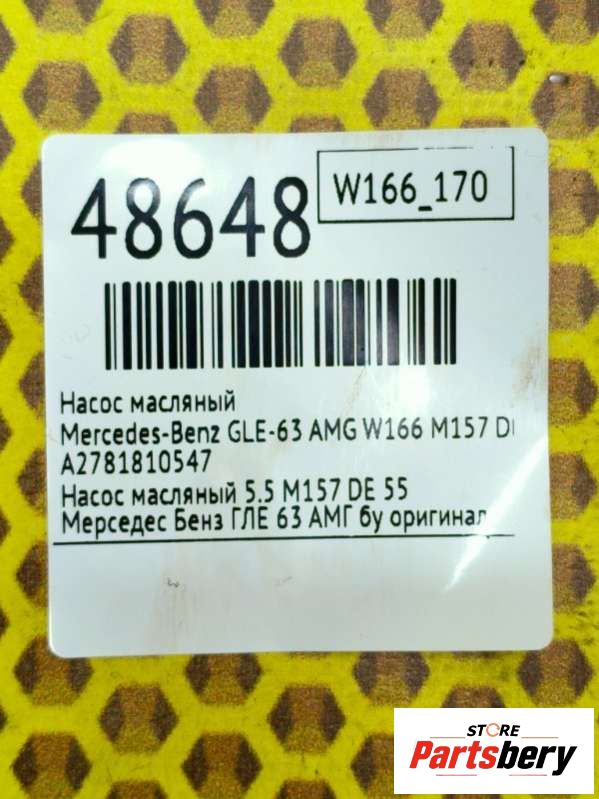 48648
W166_170
Насос масляный
Mercedes-Benz GLE-63 AMG W166 M157
A2781810547
Насос масляный 5.5 M157 DE 55
Мерседес Бенз ГЛЕ 63 АМГ бу оригинал
STORE
Partsbery